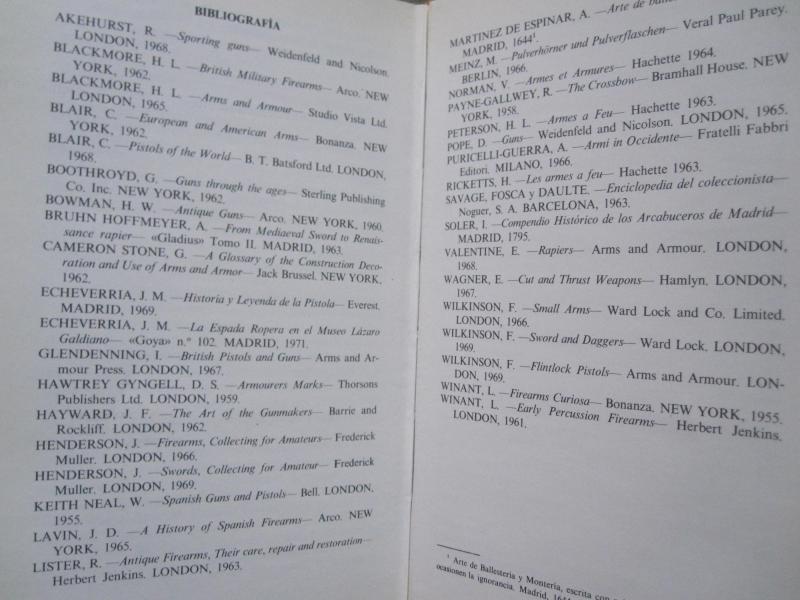 BIBLIOGRAFÍA
AKEHURST, R. —Sporting guns— Weidenfeld and Nicolson.
LONDON, 1968.
BLACKMORE, H. L. —British Military Firearms— Arco. NEW
YORK, 1962.
BLACKMORE, H. L. —Arms and Armour— Studio Vista Ltd.
LONDON, 1965.
BLAIR, C. —European and American Arms— Bonanza. NEW
YORK, 1962.
BLAIR, C. —Pistols of the World— B. T. Batsford Ltd. LONDON,
1968.
BOOTHROYD, G. —Guns through the ages— Sterling Publishing
Co. Inc. NEW YORK, 1962.
BOWMAN, H. W. —Antique Guns— Arco. NEW YORK, 1960.
BRUHN HOFFMEYER, A. —From Mediaeval Sword to Renais-
sance rapier— «Gladius» Tomo II. MADRID, 1963.
CAMERON STONE, G. —A Glossary of the Construction Deco-
ration and Use of Arms and Armor— Jack Brussel. NEW YORK,
1962.
ECHEVERRIA, J. M. —Historia y Leyenda de la Pistola— Everest.
MADRID, 1969.
ECHEVERRIA, J. M. —La Espada Ropera en el Museo Lázaro
Galdiano— «Goya» n.º 102. MADRID, 1971.
GLENDENNING, I. —British Pistols and Guns— Arms and Ar-
mour Press. LONDON, 1967.
HAWTREY GYNGELL, D. S. —Armourers Marks— Thorsons
Publishers Ltd. LONDON, 1959.
HAYWARD, J. F. —The Art of the Gunmakers— Barrie and
Rockliff. LONDON, 1962.
HENDERSON, J. —Firearms, Collecting for Amateurs— Frederick
Muller. LONDON, 1966.
HENDERSON, J. —Swords, Collecting for Amateur— Frederick
Muller. LONDON, 1969.
KEITH NEAL, W. —Spanish Guns and Pistols— Bell. LONDON,
1955.
LAVIN, J. D. —A History of Spanish Firearms— Arco. NEW
YORK, 1965.
LISTER, R. —Antique Firearms, Their care, repair and restoration—
Herbert Jenkins. LONDON, 1963.
MARTINEZ DE ESPINAR, A. —Arte de
MADRID, 1644¹.
MEINZ, M. —Pulverhörner und Pulverflaschen— Veral Paul Parey.
BERLIN, 1966.
NORMAN, V. —Armes et Armures— Hachette 1964.
PAYNE-GALLWEY, R. —The Crossbow— Bramhall House. NEW
YORK, 1958.
PETERSON, H. L. —Armes a Feu— Hachette 1963.
POPE, D. —Guns— Weidenfeld and Nicolson. LONDON, 1965.
PURICELLI-GUERRA, A. —Armi in Occidente— Fratelli Fabbri
Editori. MILANO, 1966.
RICKETTS, H. —Les armes a feu— Hachette 1963.
SAVAGE, FOSCA y DAULTE. —Enciclopedia del coleccionista—
Noguer, S. A. BARCELONA, 1963.
SOLER, I. —Compendio Histórico de los Arcabuceros de Madrid—
MADRID, 1795.
VALENTINE, E. —Rapiers— Arms and Armour. LONDON,
1968.
WAGNER, E. —Cut and Thrust Weapons— Hamlyn. LONDON,
1967.
WILKINSON, F. —Small Arms— Ward Lock and Co. Limited.
LONDON, 1966.
WILKINSON, F. —Sword and Daggers— Ward Lock. LONDON,
1969.
WILKINSON, F. —Flintlock Pistols— Arms and Armour. LON-
DON, 1969.
WINANT, L. —Firearms Curiosa— Bonanza. NEW YORK, 1955.
WINANT, L. —Early Percussion Firearms— Herbert Jenkins.
LONDON, 1961.
¹ Arte de Ballesteria y Monteria, escrita con
ocasionen la ignorancia. Madrid, 1644